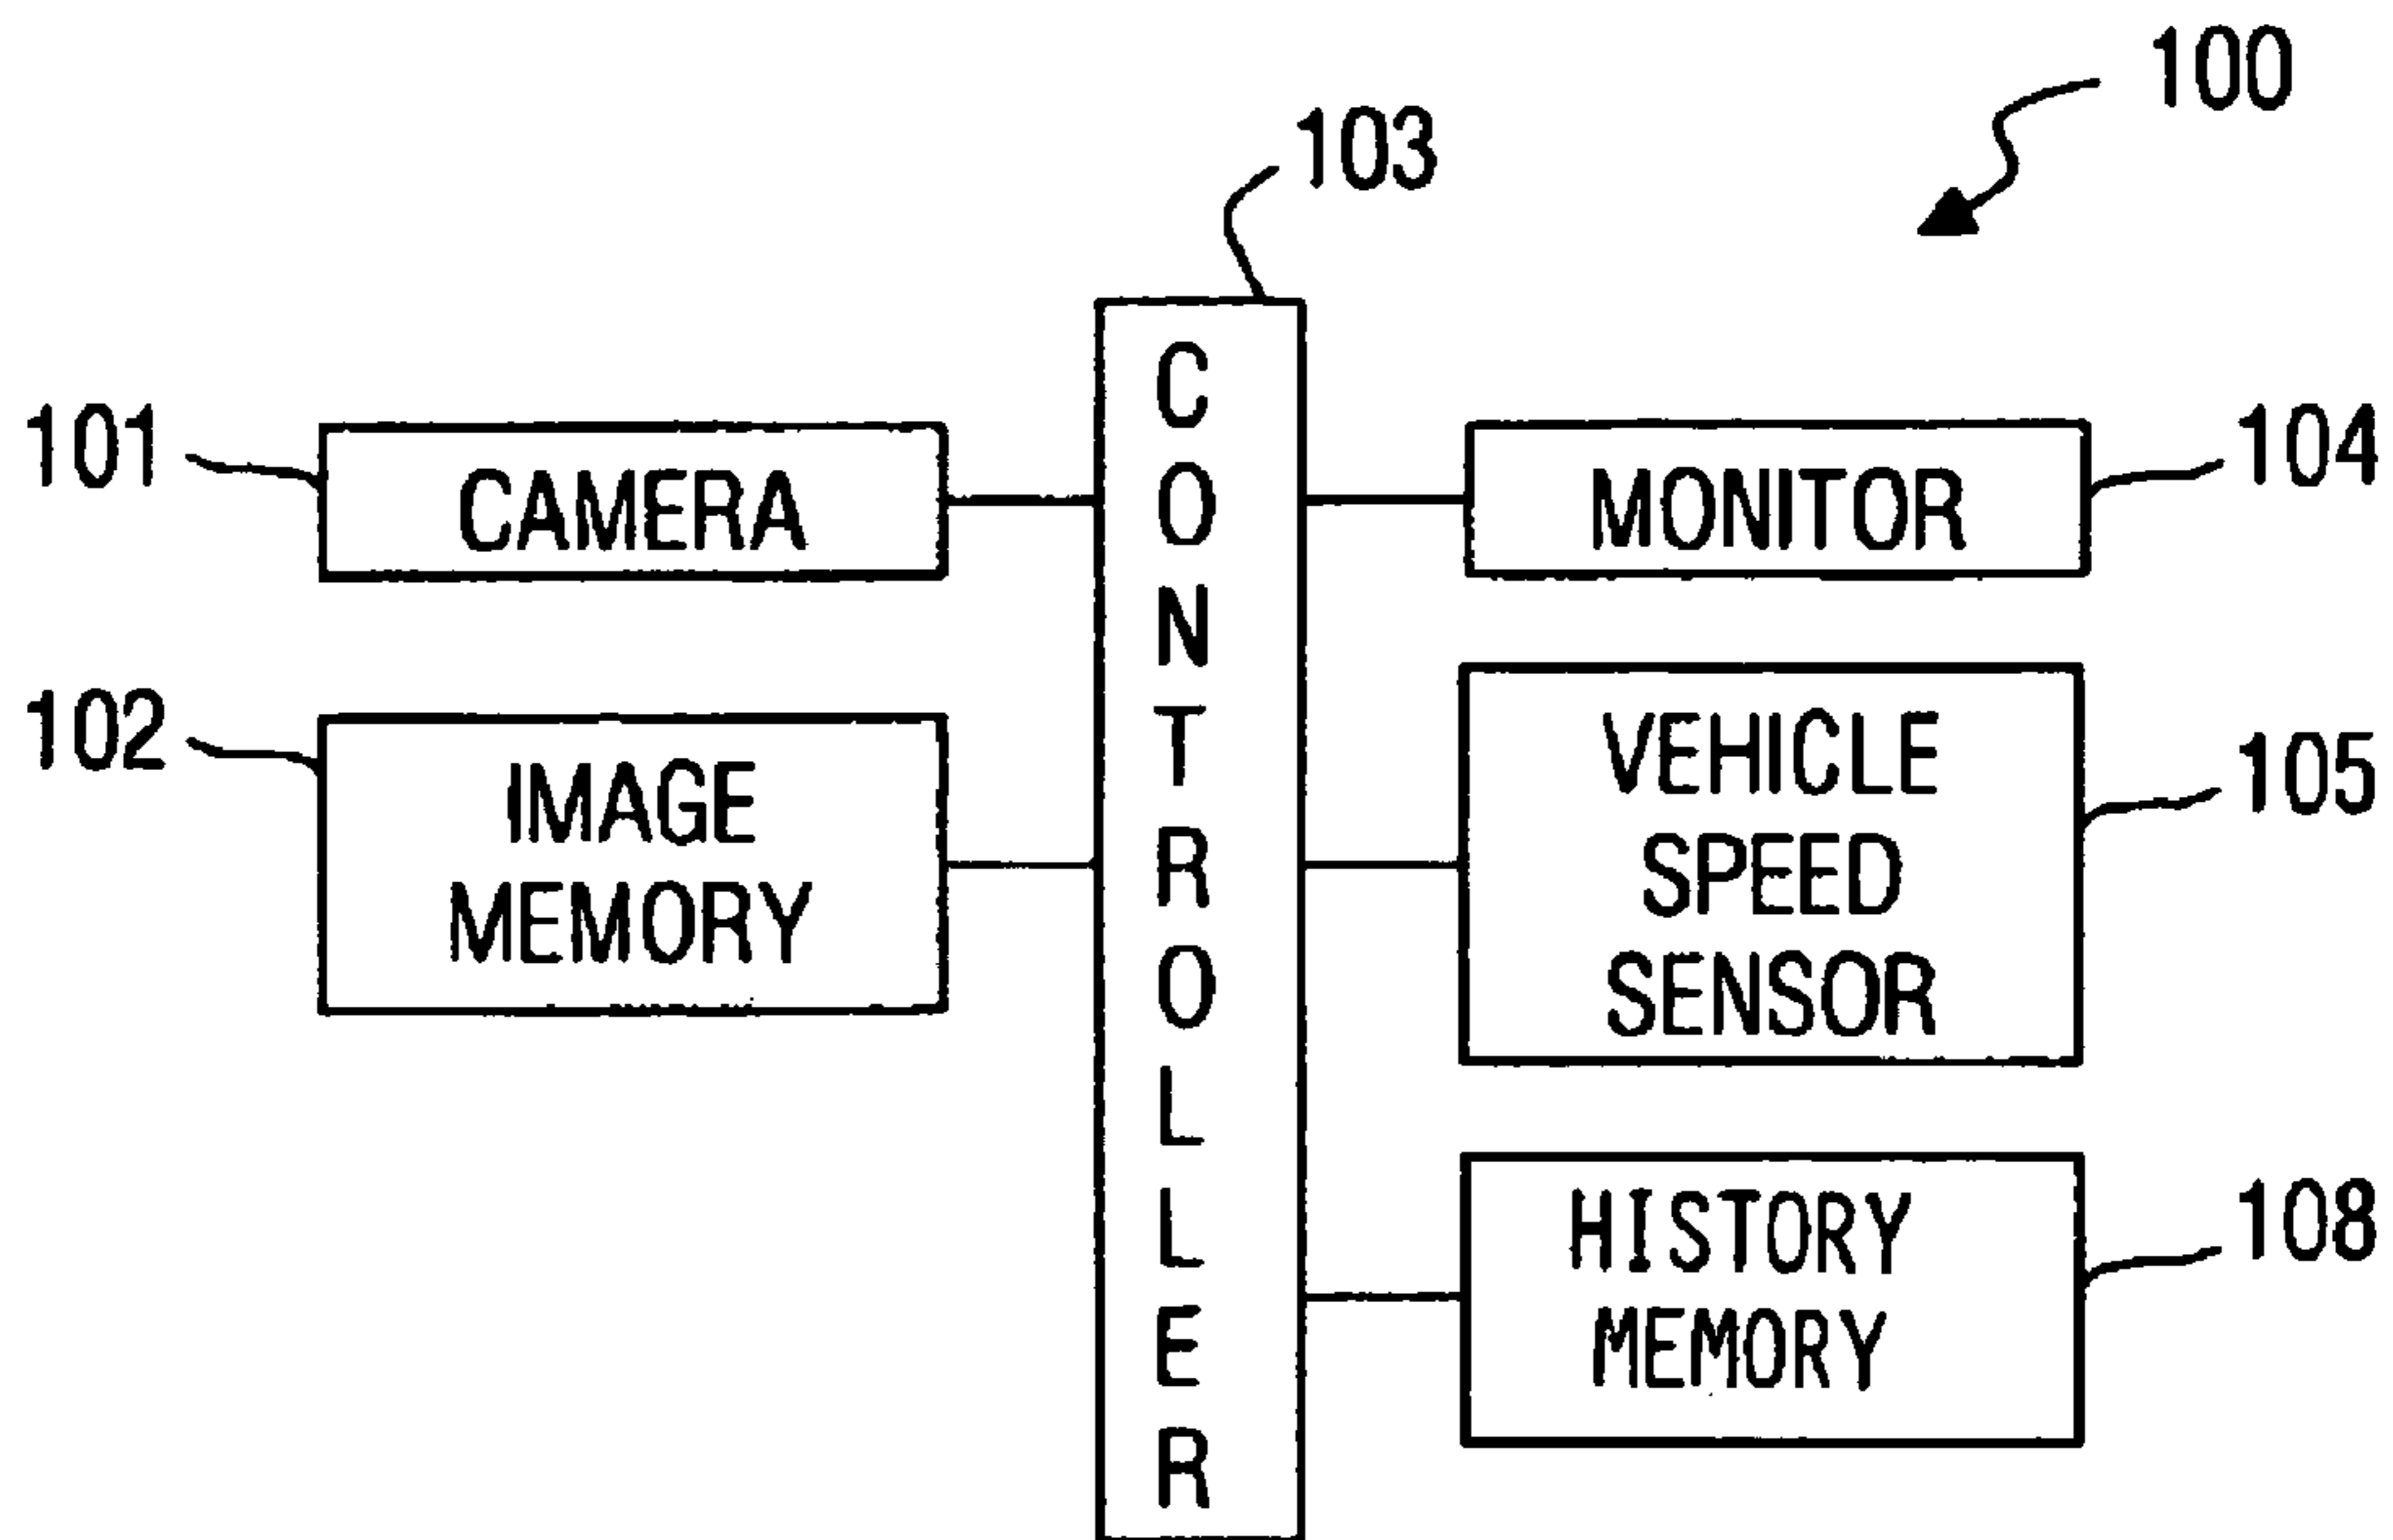 100
103
CONTROLLER
101
CAMERA
102
IMAGE
MEMORY
MONITOR
104
VEHICLE
SPEED
SENSOR
105
HISTORY
MEMORY
108